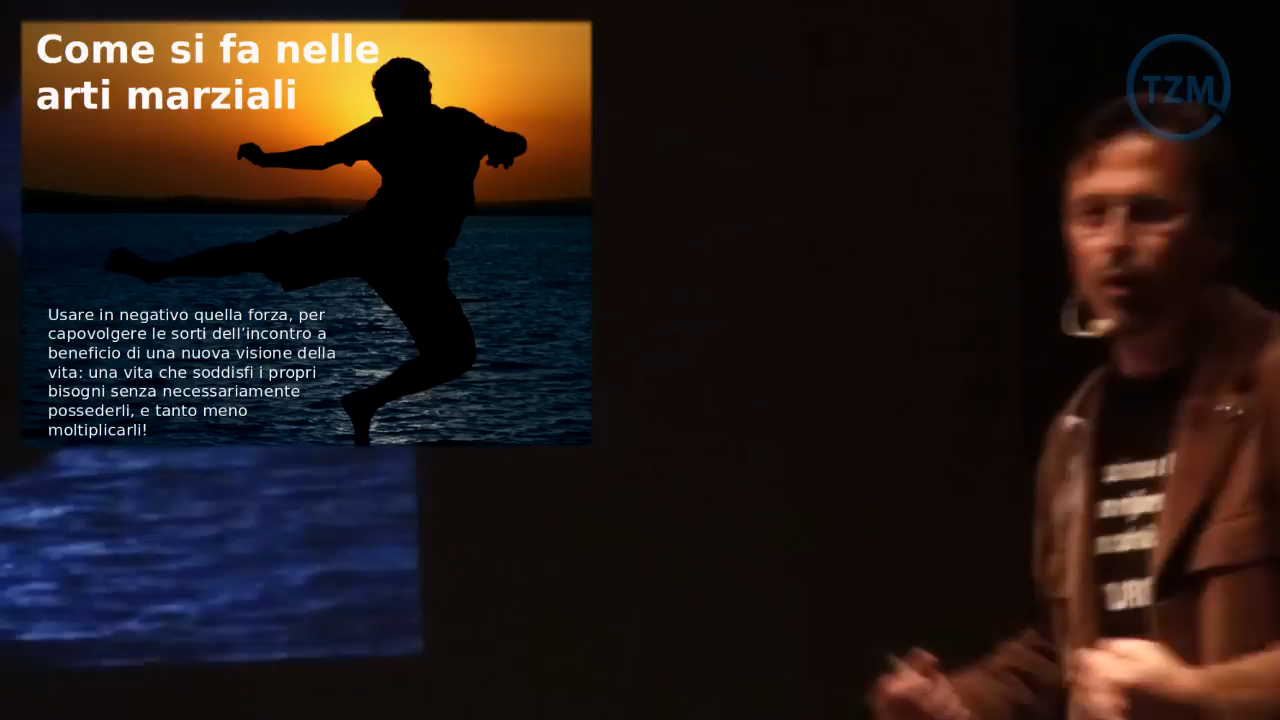 Come si fa nelle
arti marziali
TZM
Usare in negativo quella forza, per
capovolgere le sorti dell’incontro a
beneficio di una nuova visione della
vita: una vita che soddisfi i propri
bisogni senza necessariamente
possederli, e tanto meno
moltiplicarli!